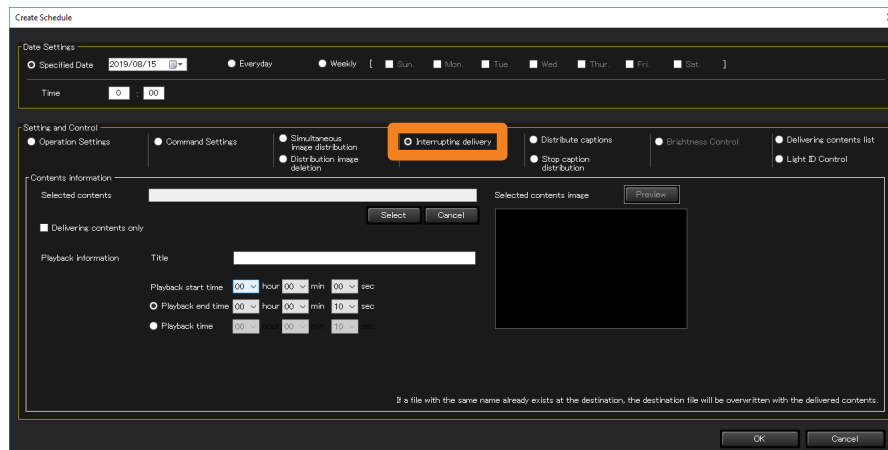 Create Schedule
Date Settings
Specified Date 2019/08/15 Everyday Weekly [ Sun. Mon. Tue. Wed. Thur. Fri. Sat. ]
Time 0 : 00
Setting and Control
Operation Settings Command Settings Simultaneous image distribution Interrupting delivery Distribute captions Brightness Control Delivering contents list
Distribution image deletion Stop caption distribution Light ID Control
Contents information
Selected contents Selected contents image Preview
Select Cancel
Delivering contents only
Playback information Title
Playback start time 00 hour 00 min 00 sec
Playback end time 00 hour 00 min 10 sec
Playback time 00 hour 00 min 10 sec
If a file with the same name already exists at the destination, the destination file will be overwritten with the delivered contents.
OK Cancel